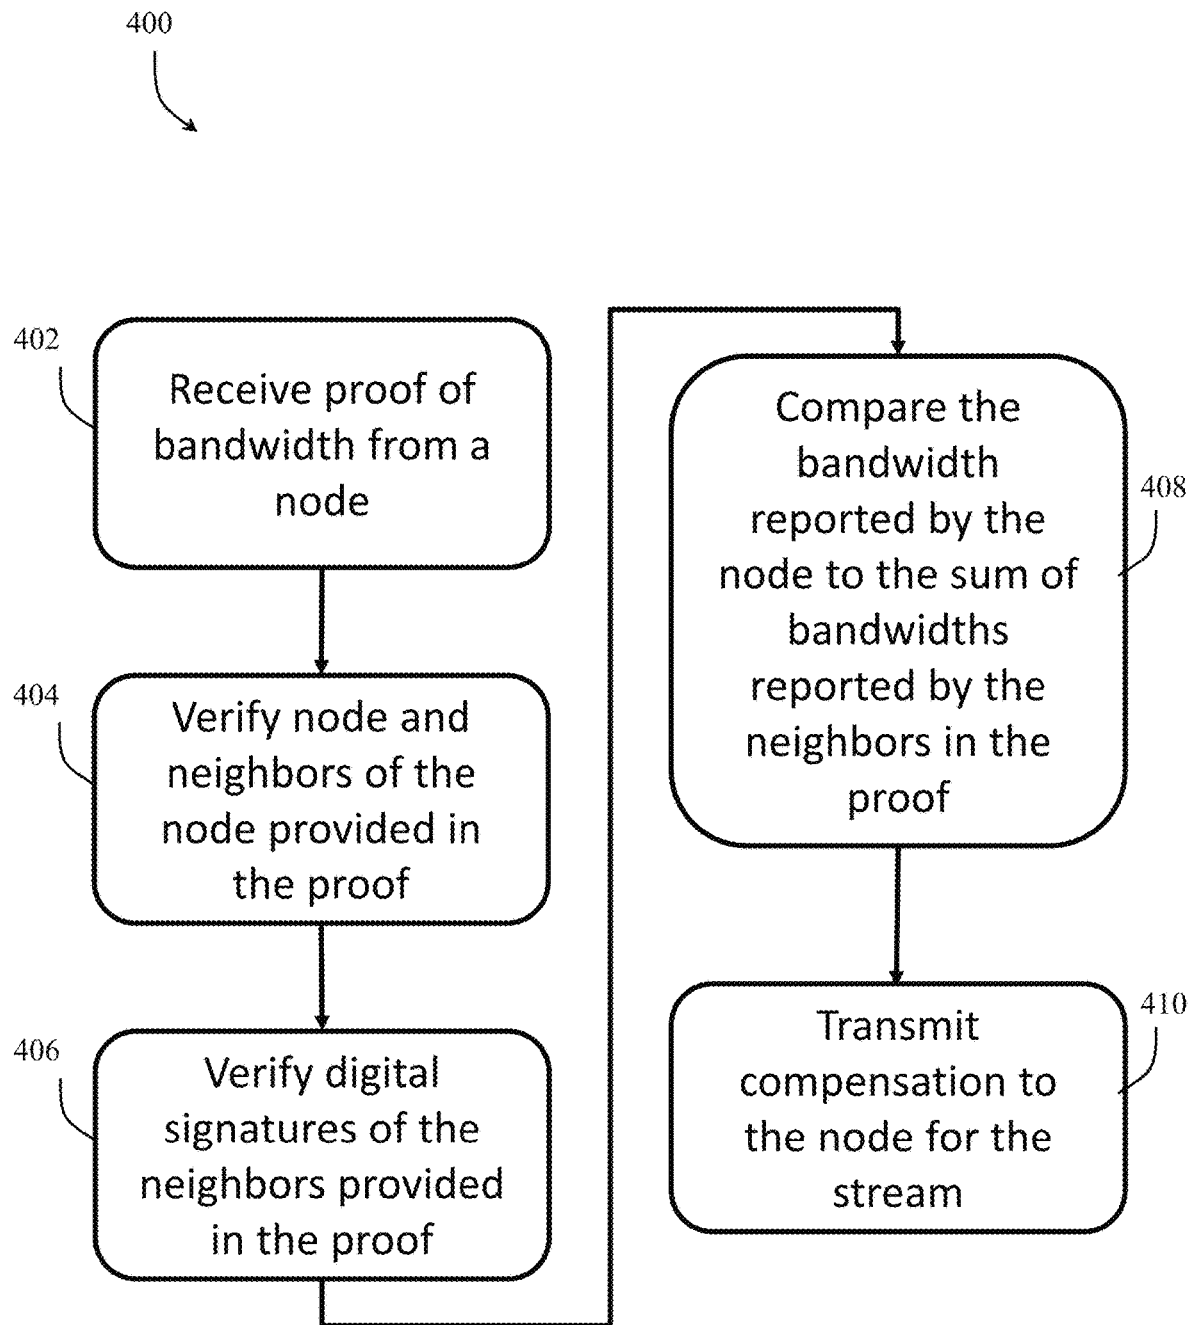 400
402
Receive proof of
bandwidth from a
node
404
Verify node and
neighbors of the
node provided in
the proof
406
Verify digital
signatures of the
neighbors provided
in the proof
408
Compare the
bandwidth
reported by the
node to the sum of
bandwidths
reported by the
neighbors in the
proof
410
Transmit
compensation to
the node for the
stream